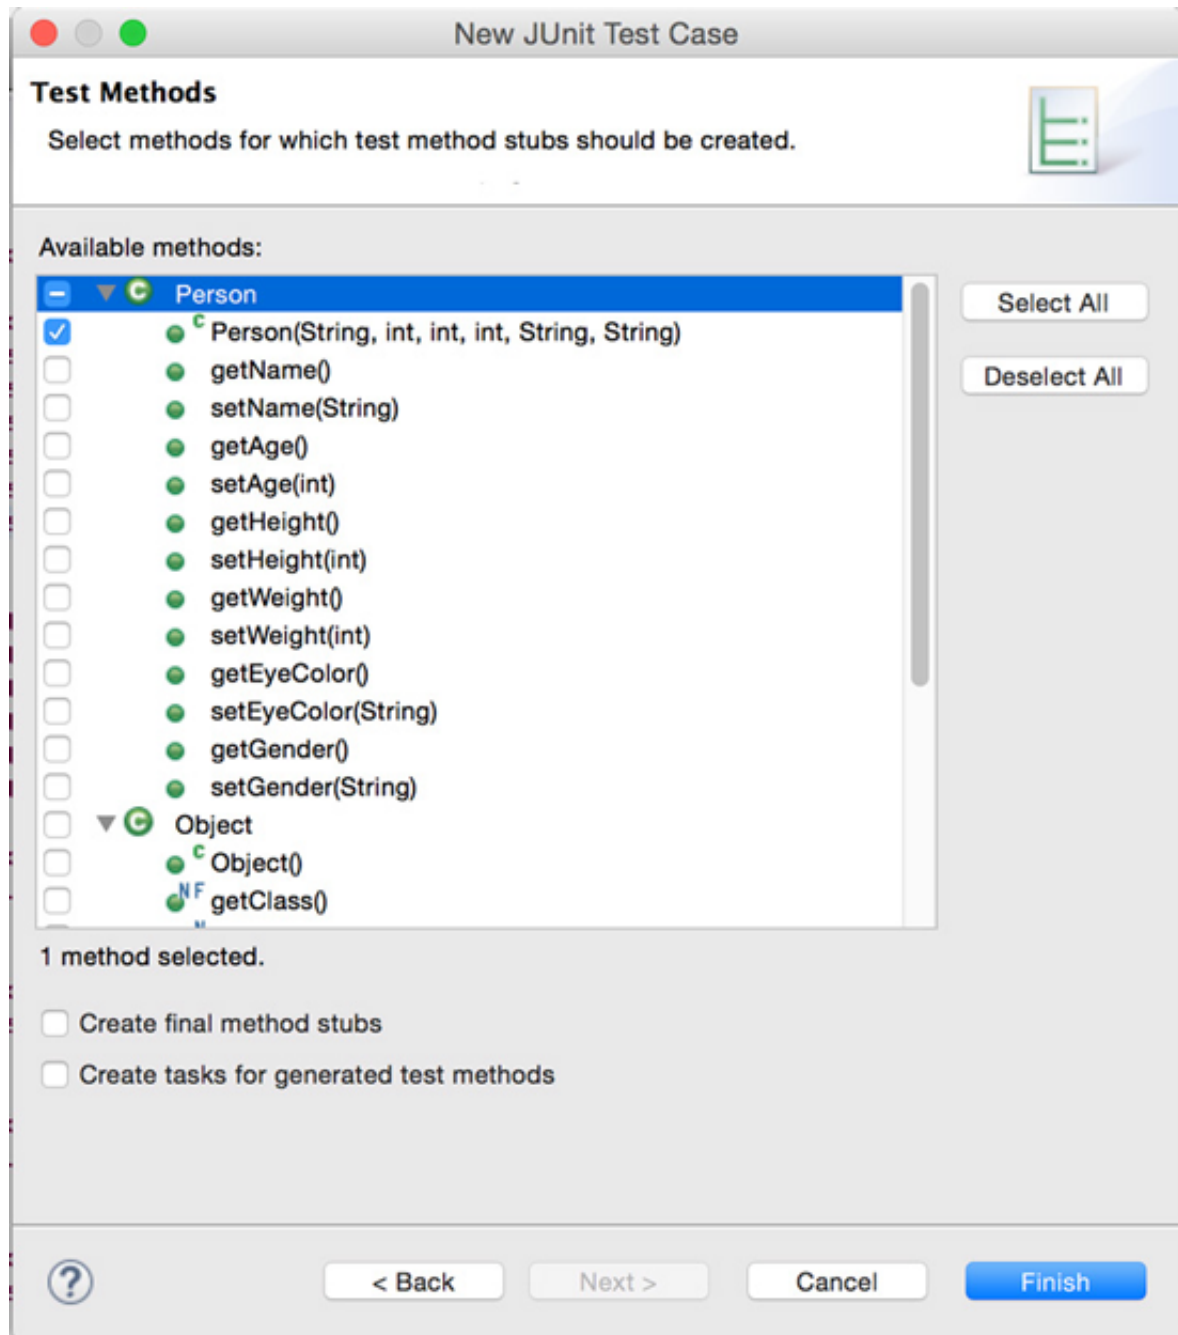 New JUnit Test Case
Test Methods
Select methods for which test method stubs should be created.
Available methods:
C Person
C Person(String, int, int, int, String, String)
getName()
setName(String)
getAge()
setAge(int)
getHeight()
setHeight(int)
getWeight()
setWeight(int)
getEyeColor()
setEyeColor(String)
getGender()
setGender(String)
C Object
C Object()
N F getClass()
N
Select All
Deselect All
1 method selected.
Create final method stubs
Create tasks for generated test methods
?
< Back
Next >
Cancel
Finish